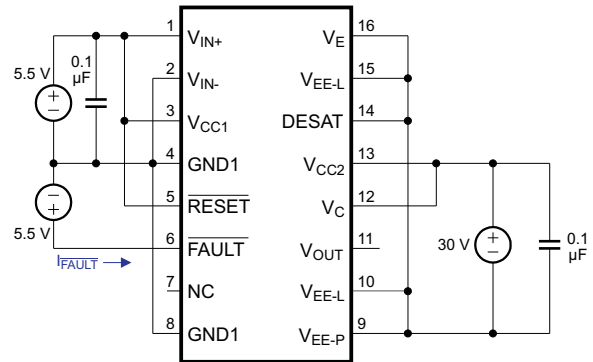 1
V_IN+
V_E
16
5.5 V
0.1
µF
2
V_IN-
V_EE-L
15
3
V_CC1
DESAT
14
4
GND1
V_CC2
13
5
RESET
V_C
12
5.5 V
6
FAULT
V_OUT
11
30 V
0.1
µF
I_FAULT
7
NC
V_EE-L
10
8
GND1
V_EE-P
9